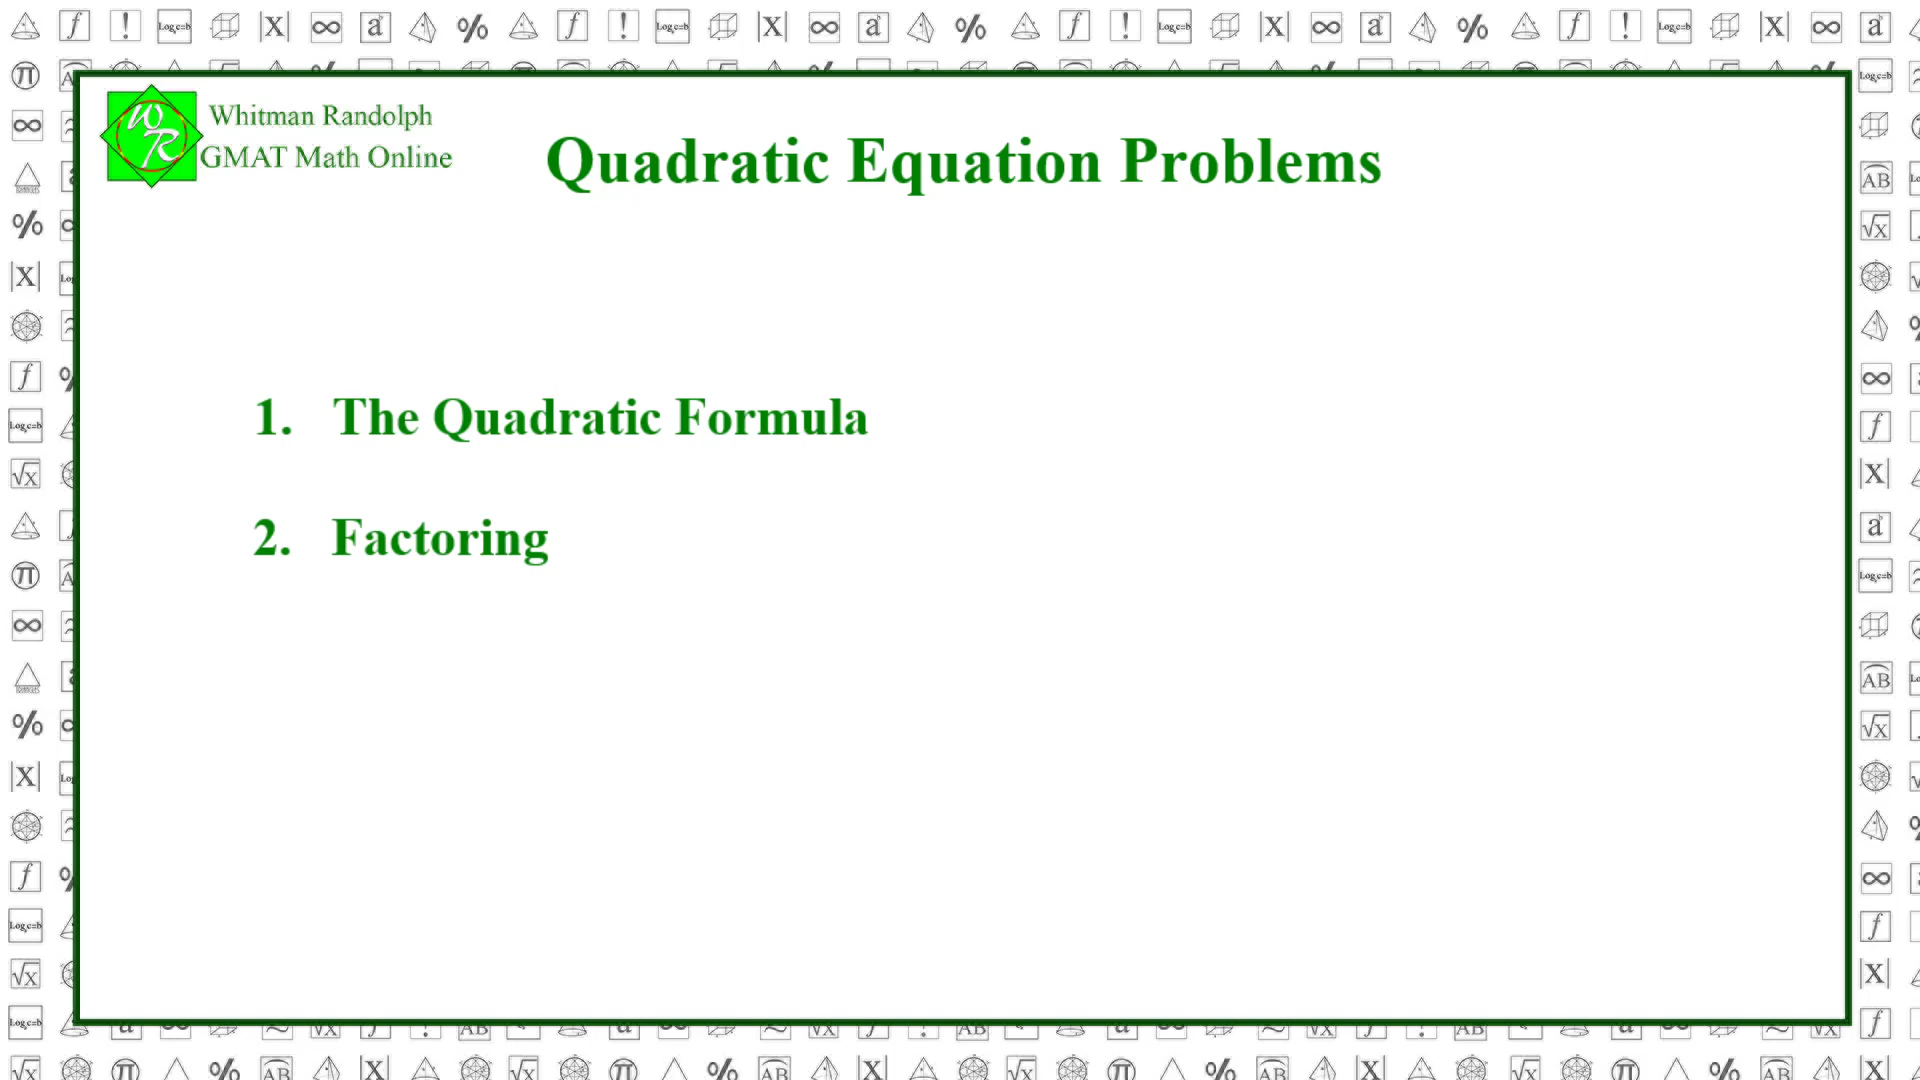 Whitman Randolph
GMAT Math Online
Quadratic Equation Problems
1. The Quadratic Formula
2. Factoring